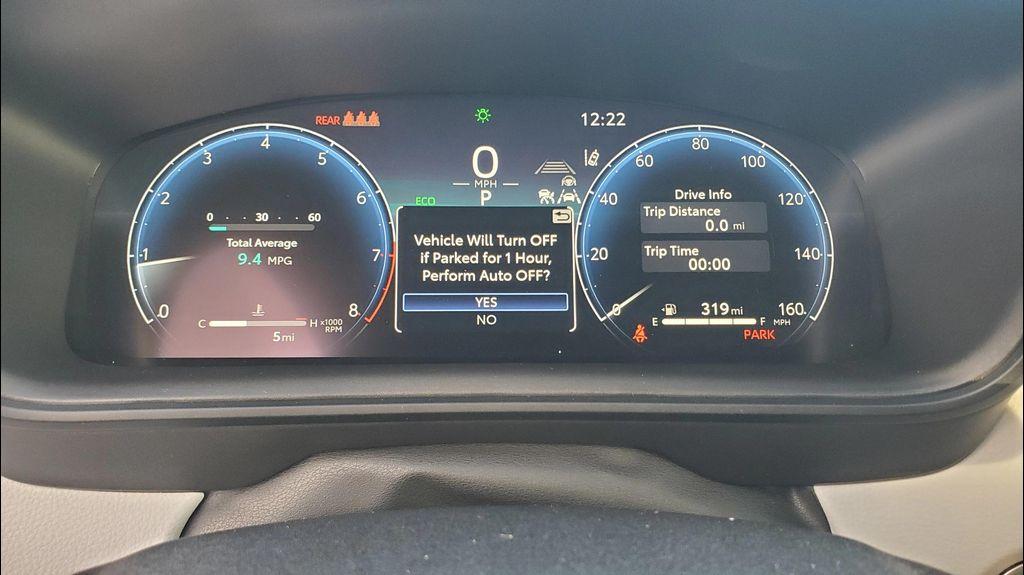 REAR
12:22
0
MPH
P
ECO
0 1 2 3 4 5 6 7 8
x1000
RPM
0 30 60
Total Average
9.4 MPG
C H
5 mi
Vehicle Will Turn OFF
if Parked for 1 Hour,
Perform Auto OFF?
YES
NO
0 20 40 60 80 100 120 140 160
MPH
Drive Info
Trip Distance
0.0 mi
Trip Time
00:00
319 mi
E F
PARK